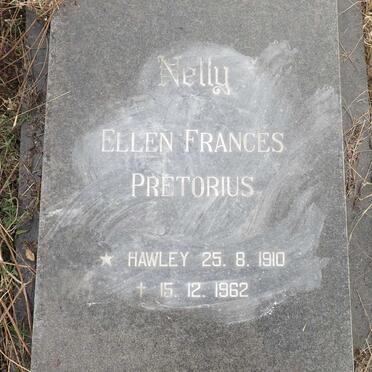 Nelly
ELLEN FRANCES
PRETORIUS
★ HAWLEY 25. 8. 1910
† 15. 12. 1962